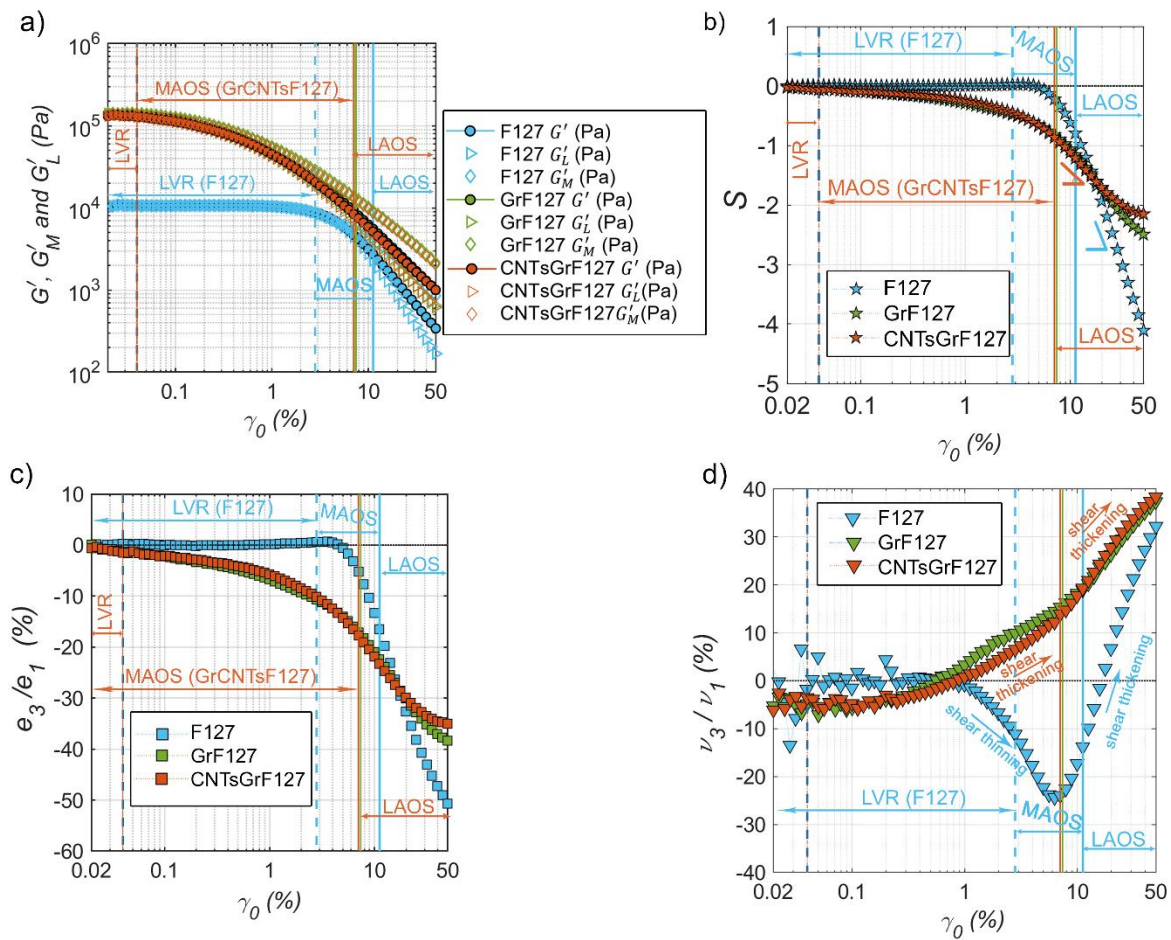 a)
G′, G′_M and G′_L (Pa)
10^6
10^5
10^4
10^3
10^2
MAOS (GrCNTsF127)
LVR
LAOS
LVR (F127)
LAOS
MAOS
0.1
1
10
50
γ_0 (%)
F127 G′ (Pa)
F127 G′_L (Pa)
F127 G′_M (Pa)
GrF127 G′ (Pa)
GrF127 G′_L (Pa)
GrF127 G′_M (Pa)
CNTsGrF127 G′ (Pa)
CNTsGrF127 G′_L(Pa)
CNTsGrF127G′_M(Pa)
b)
S
1
0
-1
-2
-3
-4
-5
LVR (F127)
MAOS
LAOS
LVR
MAOS (GrCNTsF127)
F127
GrF127
CNTsGrF127
LAOS
0.02
0.1
1
10
50
γ_0 (%)
c)
e_3/e_1 (%)
10
0
-10
-20
-30
-40
-50
-60
LVR (F127)
MAOS
LAOS
LVR
MAOS (GrCNTsF127)
F127
GrF127
CNTsGrF127
LAOS
0.02
0.1
1
10
50
γ_0 (%)
d)
ν_3 / ν_1 (%)
40
30
20
10
0
-10
-20
-30
-40
F127
GrF127
CNTsGrF127
shear
thickening
shear
thickening
shear thinning
shear thickening
LVR (F127)
MAOS
LAOS
0.02
0.1
1
10
50
γ_0 (%)